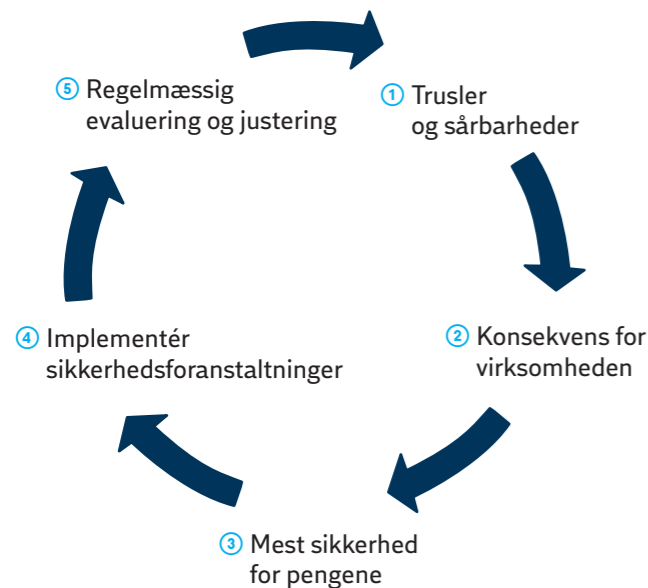 ① Trusler
og sårbarheder
② Konsekvens for
virksomheden
③ Mest sikkerhed
for pengene
④ Implementér
sikkerhedsforanstaltninger
⑤ Regelmæssig
evaluering og justering